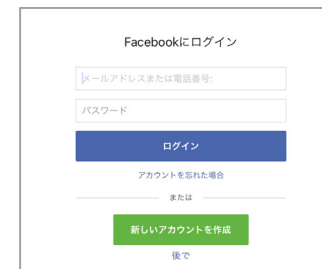 Facebookにログイン
メールアドレスまたは電話番号:
パスワード
ログイン
アカウントを忘れた場合
または
新しいアカウントを作成
後で